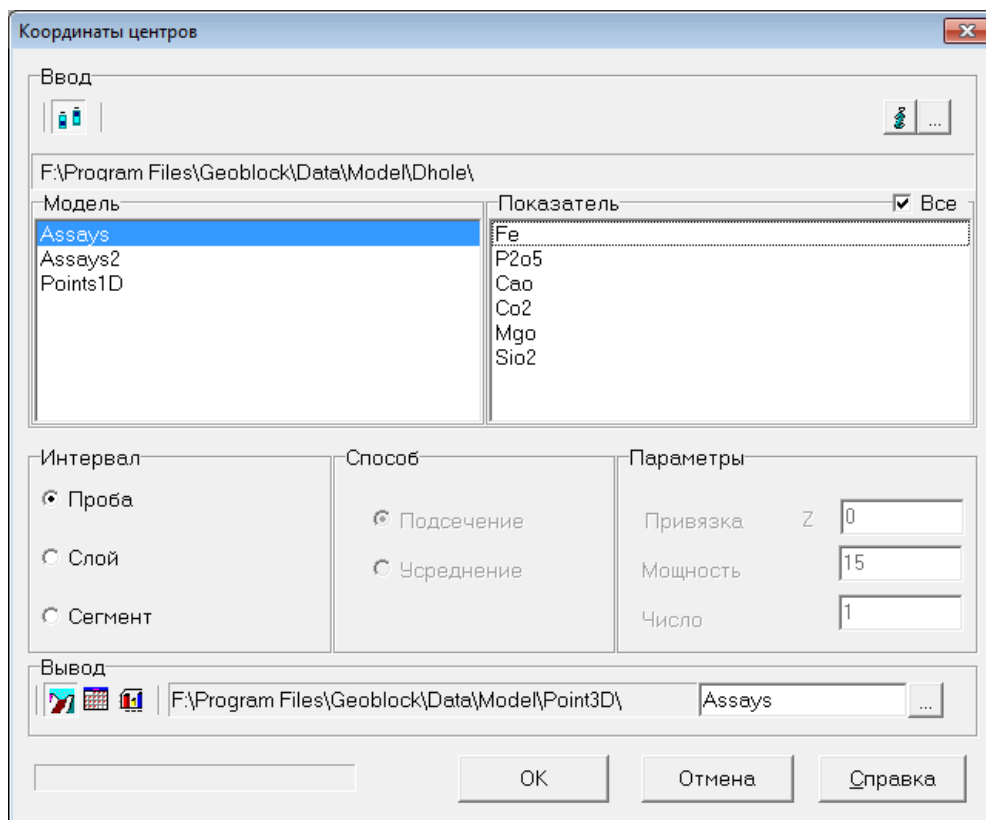 Координаты центров
Ввод
...
F:\Program Files\Geoblock\Data\Model\Dhole\
Модель
Assays
Assays2
Points1D
Показатель
Все
Fe
P2o5
Cao
Co2
Mgo
Sio2
Интервал
Проба
Слой
Сегмент
Способ
Подсечение
Усреднение
Параметры
Привязка Z 0
Мощность 15
Число 1
Вывод
F:\Program Files\Geoblock\Data\Model\Point3D\ Assays ...
OK Отмена Справка